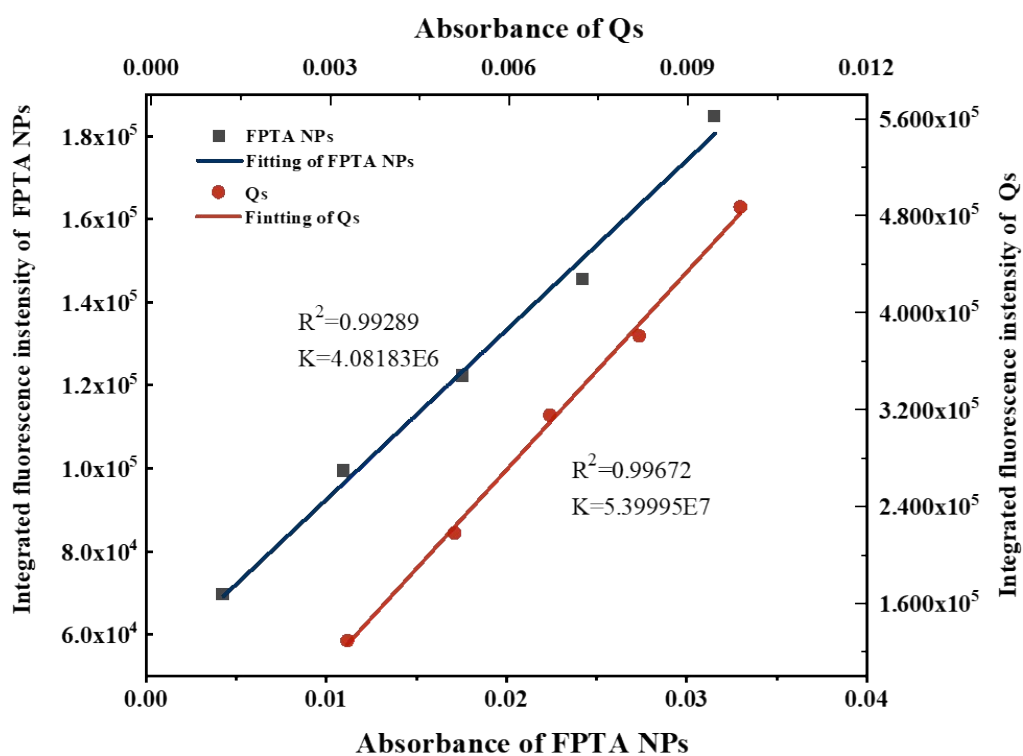 Absorbance of Qs
0.000 0.003 0.006 0.009 0.012
Integrated fluorescence instensity of FPTA NPs
1.8x10^5
1.6x10^5
1.4x10^5
1.2x10^5
1.0x10^5
8.0x10^4
6.0x10^4
FPTA NPs
Fitting of FPTA NPs
Qs
Fintting of Qs
R^2=0.99289
K=4.08183E6
R^2=0.99672
K=5.39995E7
5.600x10^5
4.800x10^5
4.000x10^5
3.200x10^5
2.400x10^5
1.600x10^5
Integrated fluorescence instensity of Qs
0.00 0.01 0.02 0.03 0.04
Absorbance of FPTA NPs